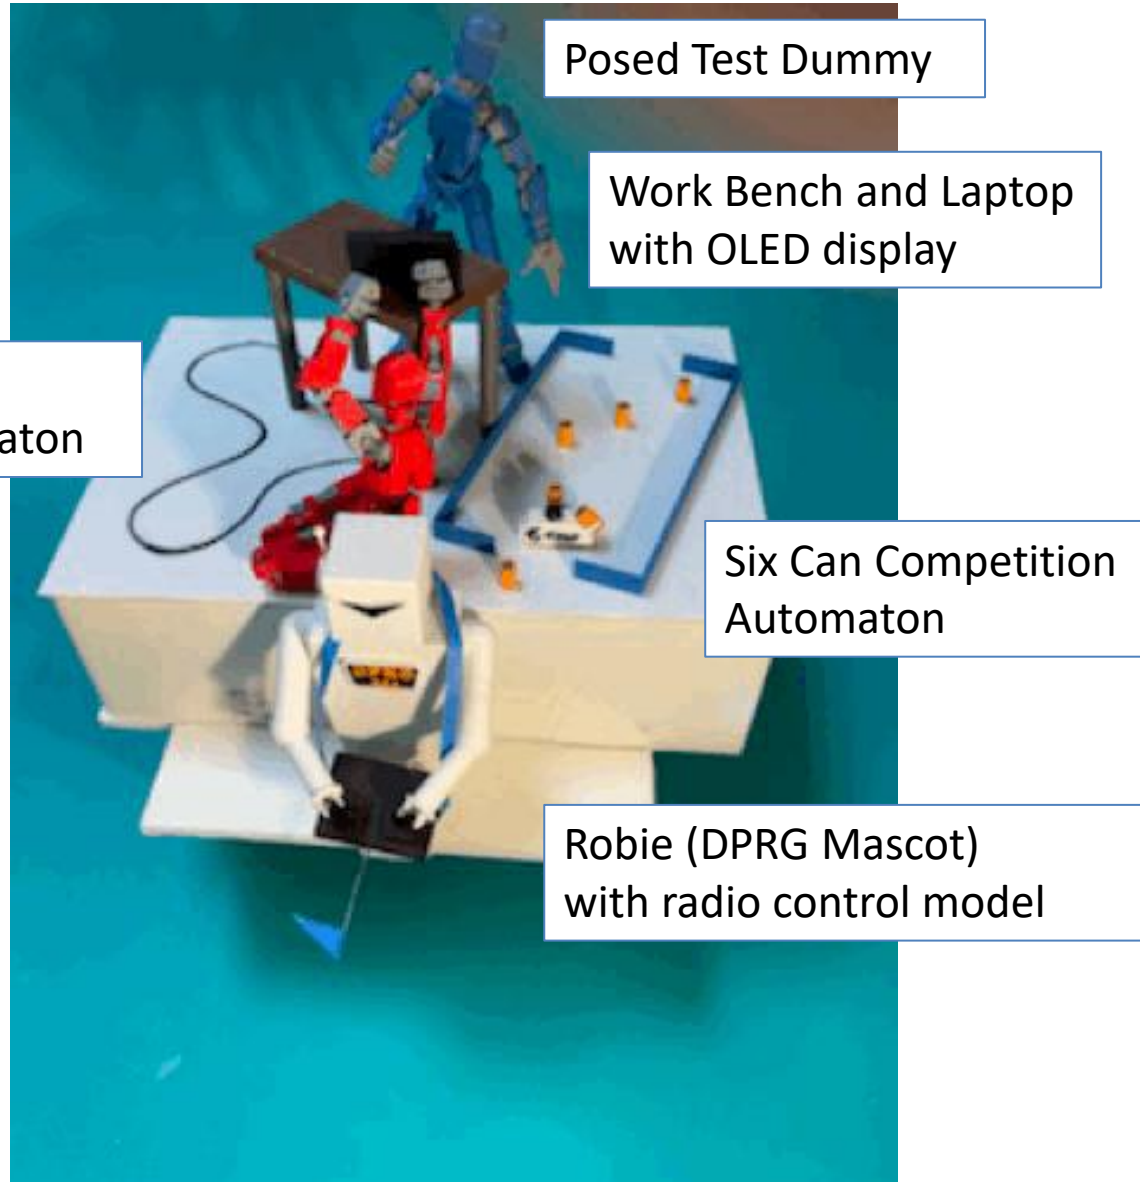 Posed Test Dummy
Work Bench and Laptop
with OLED display
aton
Six Can Competition
Automaton
DPRG
Robie (DPRG Mascot)
with radio control model